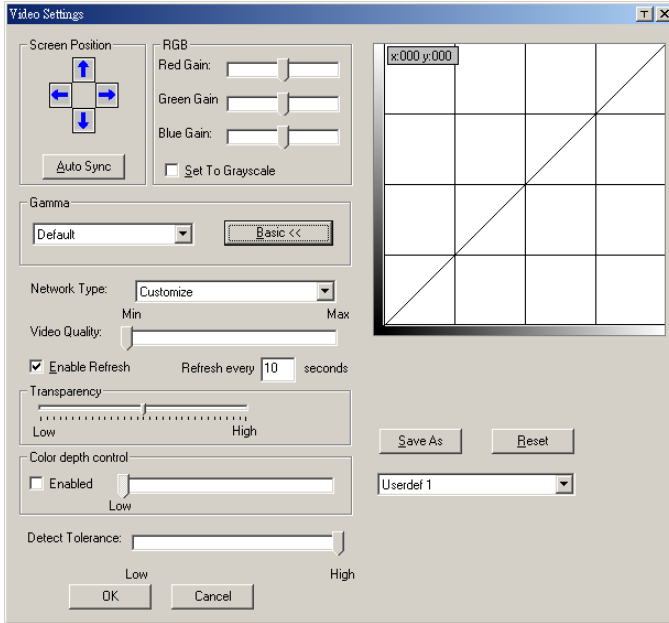 Video Settings
Screen Position
Auto Sync
RGB
Red Gain:
Green Gain
Blue Gain:
Set To Grayscale
x:000 y:000
Gamma
Default
Basic <<
Network Type:
Customize
Min Max
Video Quality:
Enable Refresh
Refresh every 10 seconds
Transparency
Low High
Color depth control
Enabled
Low
Detect Tolerance:
Low High
OK Cancel
Save As Reset
Userdef 1